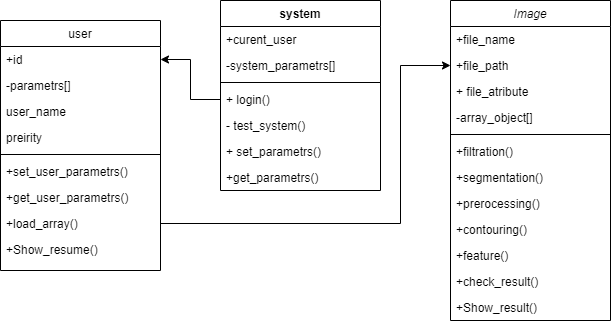 user
+id
-parametrs[]
user_name
preirity
+set_user_parametrs()
+get_user_parametrs()
+load_array()
+Show_resume()
system
+curent_user
-system_parametrs[]
+ login()
- test_system()
+ set_parametrs()
+get_parametrs()
Image
+file_name
+file_path
+ file_atribute
-array_object[]
+filtration()
+segmentation()
+prerocessing()
+contouring()
+feature()
+check_result()
+Show_result()